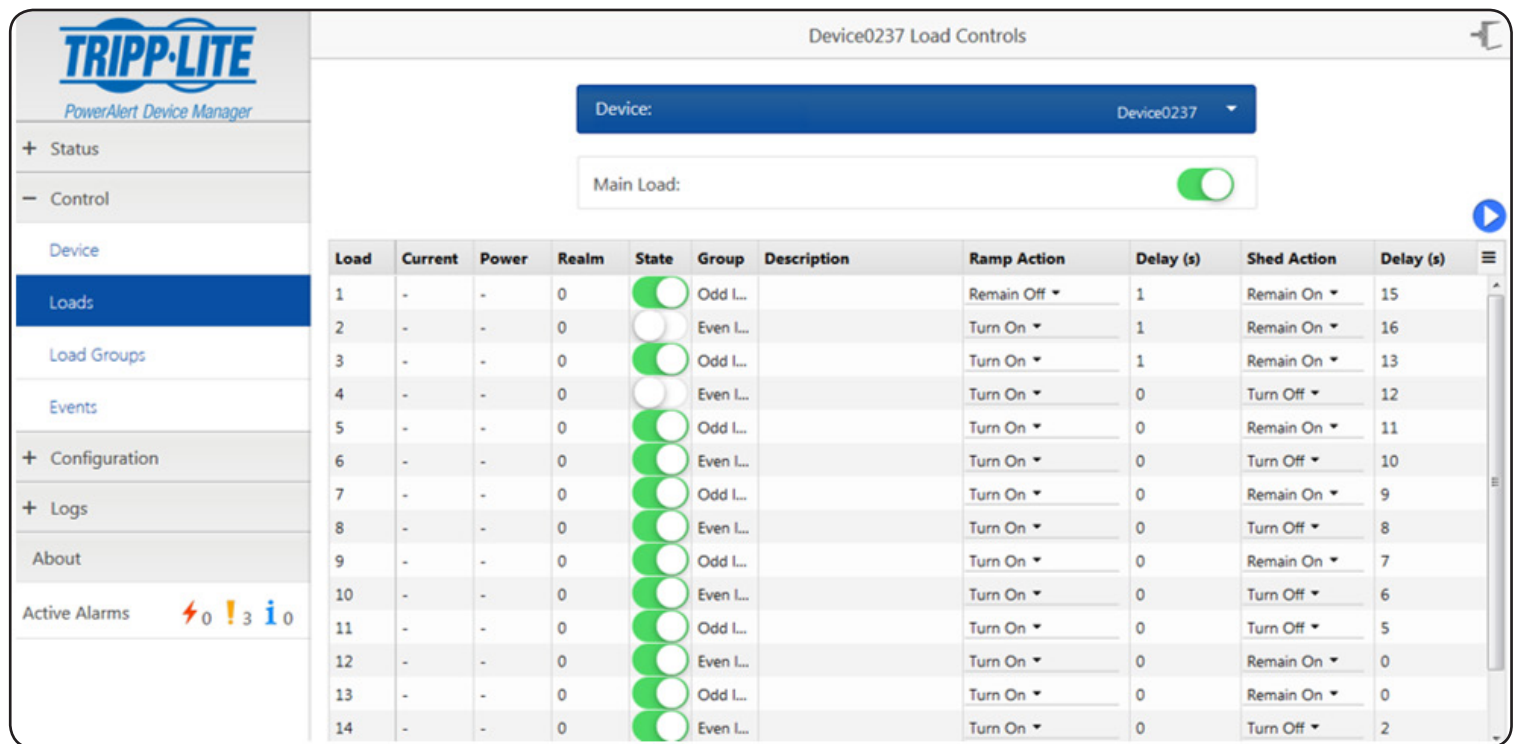 TRIPP·LITE
PowerAlert Device Manager
+ Status
− Control
Device
Loads
Load Groups
Events
+ Configuration
+ Logs
About
Active Alarms 0 ! 3 i 0
Device0237 Load Controls
Device: Device0237
Main Load:
Load Current Power Realm State Group Description Ramp Action Delay (s) Shed Action Delay (s)
1 - - 0 Odd l... Remain Off 1 Remain On 15
2 - - 0 Even l... Turn On 1 Remain On 16
3 - - 0 Odd l... Turn On 1 Remain On 13
4 - - 0 Even l... Turn On 0 Turn Off 12
5 - - 0 Odd l... Turn On 0 Remain On 11
6 - - 0 Even l... Turn On 0 Turn Off 10
7 - - 0 Odd l... Turn On 0 Remain On 9
8 - - 0 Even l... Turn On 0 Turn Off 8
9 - - 0 Odd l... Turn On 0 Remain On 7
10 - - 0 Even l... Turn On 0 Turn Off 6
11 - - 0 Odd l... Turn On 0 Turn Off 5
12 - - 0 Even l... Turn On 0 Remain On 0
13 - - 0 Odd l... Turn On 0 Remain On 0
14 - - 0 Even l... Turn On 0 Turn Off 2